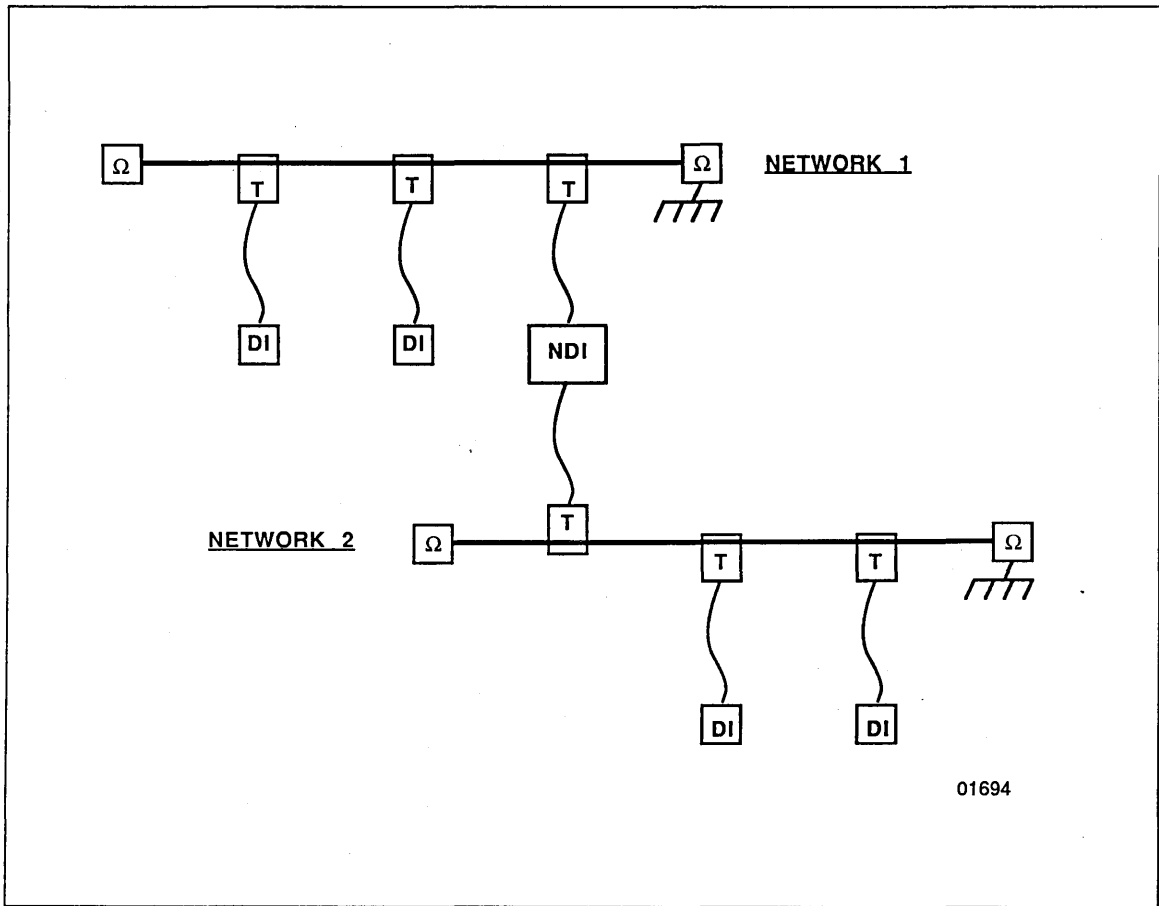 Ω T T T Ω NETWORK 1
DI DI NDI
T
NETWORK 2 Ω T T Ω
DI DI
01694